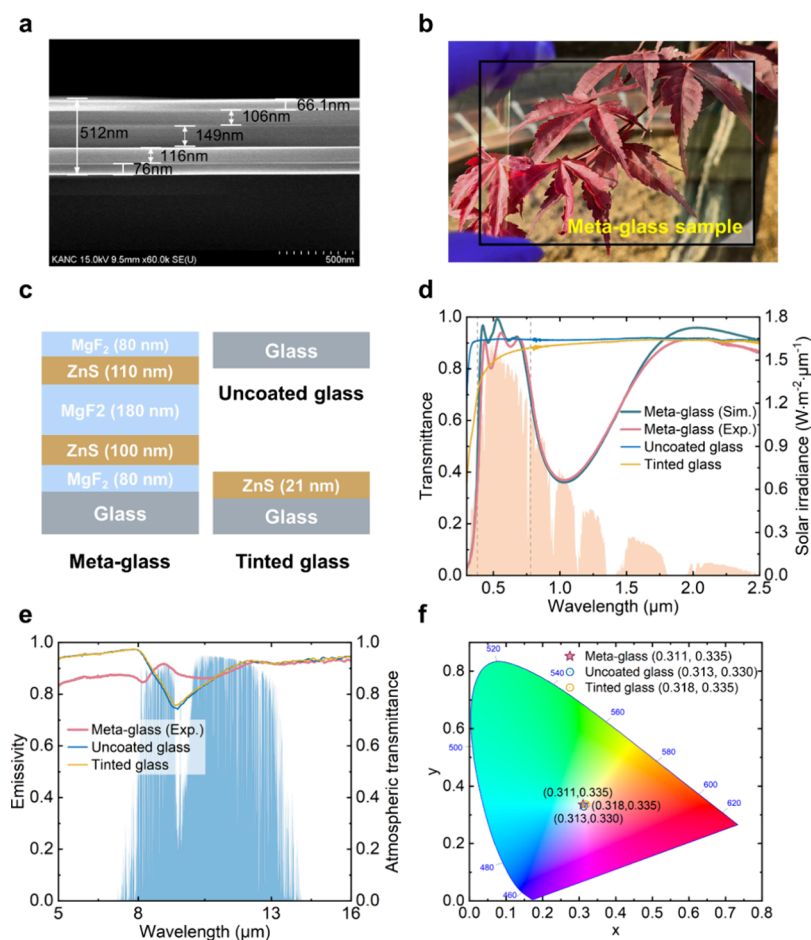 a
66.1nm
106nm
512nm
149nm
116nm
76nm
KANC 15.0kV 9.5mm x60.0k SE(U)
500nm
b
Meta-glass sample
c
MgF₂ (80 nm)
ZnS (110 nm)
MgF2 (180 nm)
ZnS (100 nm)
MgF₂ (80 nm)
Glass
Meta-glass
Glass
Uncoated glass
ZnS (21 nm)
Glass
Tinted glass
d
Transmittance
1.0
0.8
0.6
0.4
0.2
0.0
Meta-glass (Sim.)
Meta-glass (Exp.)
Uncoated glass
Tinted glass
1.8
1.5
1.2
0.9
0.6
0.3
0.0
Solar irradiance (W·m⁻²·μm⁻¹)
0.5 1.0 1.5 2.0 2.5
Wavelength (μm)
e
Emissivity
1.0
0.8
0.6
0.4
0.2
0.0
Meta-glass (Exp.)
Uncoated glass
Tinted glass
1.0
0.8
0.6
0.4
0.2
0.0
Atmospheric transmittance
5 8 13 16
Wavelength (μm)
f
y
0.8
0.6
0.4
0.2
0.0
Meta-glass (0.311, 0.335)
Uncoated glass (0.313, 0.330)
Tinted glass (0.318, 0.335)
520
540
560
500
580
600
620
480
460
(0.311,0.335)
(0.318,0.335)
(0.313,0.330)
0.0 0.1 0.2 0.3 0.4 0.5 0.6 0.7 0.8
x